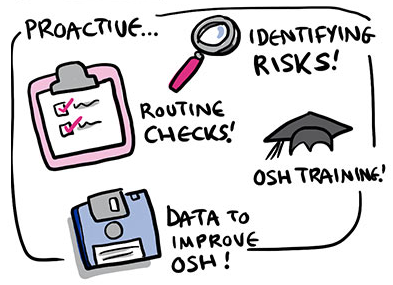 PROACTIVE...
IDENTIFYING
RISKS!
ROUTINE
CHECKS!
OSH TRAINING!
DATA TO
IMPROVE
OSH!